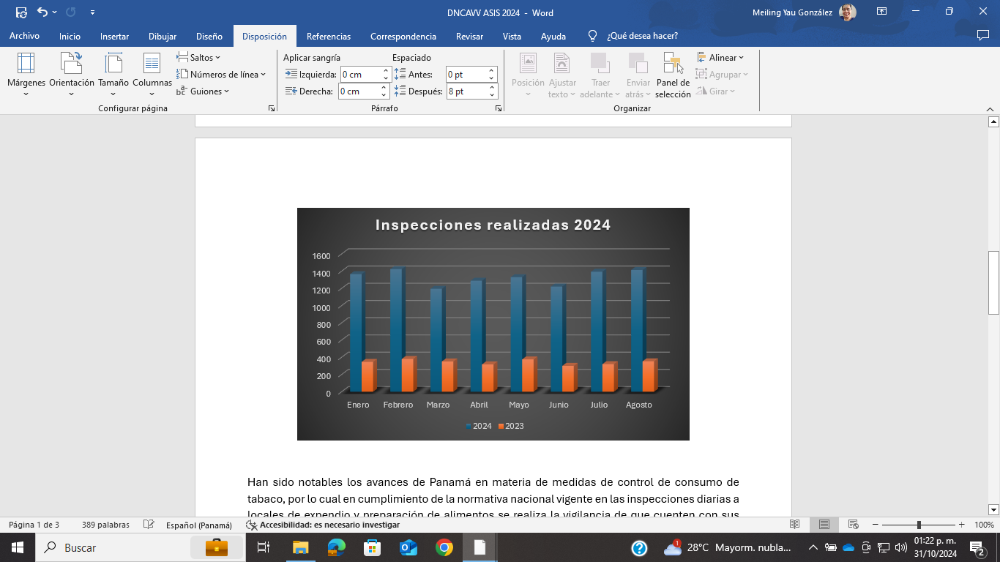 DNCAVV ASIS 2024 - Word
Meiling Yau González
Archivo Inicio Insertar Dibujar Diseño Disposición Referencias Correspondencia Revisar Vista Ayuda ¿Qué desea hacer?
Márgenes
Orientación
Tamaño
Columnas
Saltos
Números de línea
Guiones
Configurar página
Aplicar sangría
Izquierda: 0 cm
Derecha: 0 cm
Espaciado
Antes: 0 pt
Después: 8 pt
Párrafo
Posición
Ajustar
texto
Traer
adelante
Enviar
atrás
Panel de
selección
Alinear
Agrupar
Girar
Organizar
Inspecciones realizadas 2024
1600
1400
1200
1000
800
600
400
200
0
Enero Febrero Marzo Abril Mayo Junio Julio Agosto
2024 2023
Han sido notables los avances de Panamá en materia de medidas de control de consumo de
tabaco, por lo cual en cumplimiento de la normativa nacional vigente en las inspecciones diarias a
locales de expendio y preparación de alimentos se realiza la vigilancia de que cuenten con sus
Página 1 de 3 389 palabras Español (Panamá) Accesibilidad: es necesario investigar 100%
Buscar
1
28°C Mayorm. nubla...
01:22 p. m.
31/10/2024
2